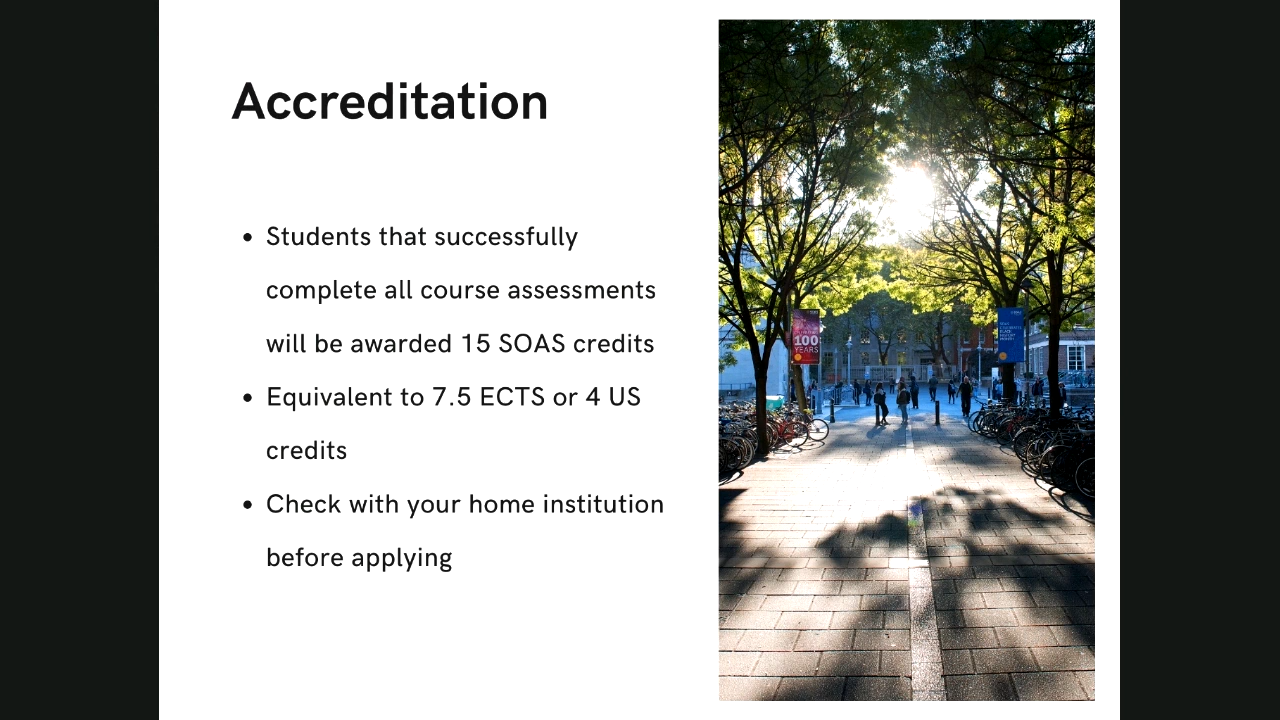 Accreditation
• Students that successfully
complete all course assessments
will be awarded 15 SOAS credits
• Equivalent to 7.5 ECTS or 4 US
credits
• Check with your home institution
before applying
100
YEARS